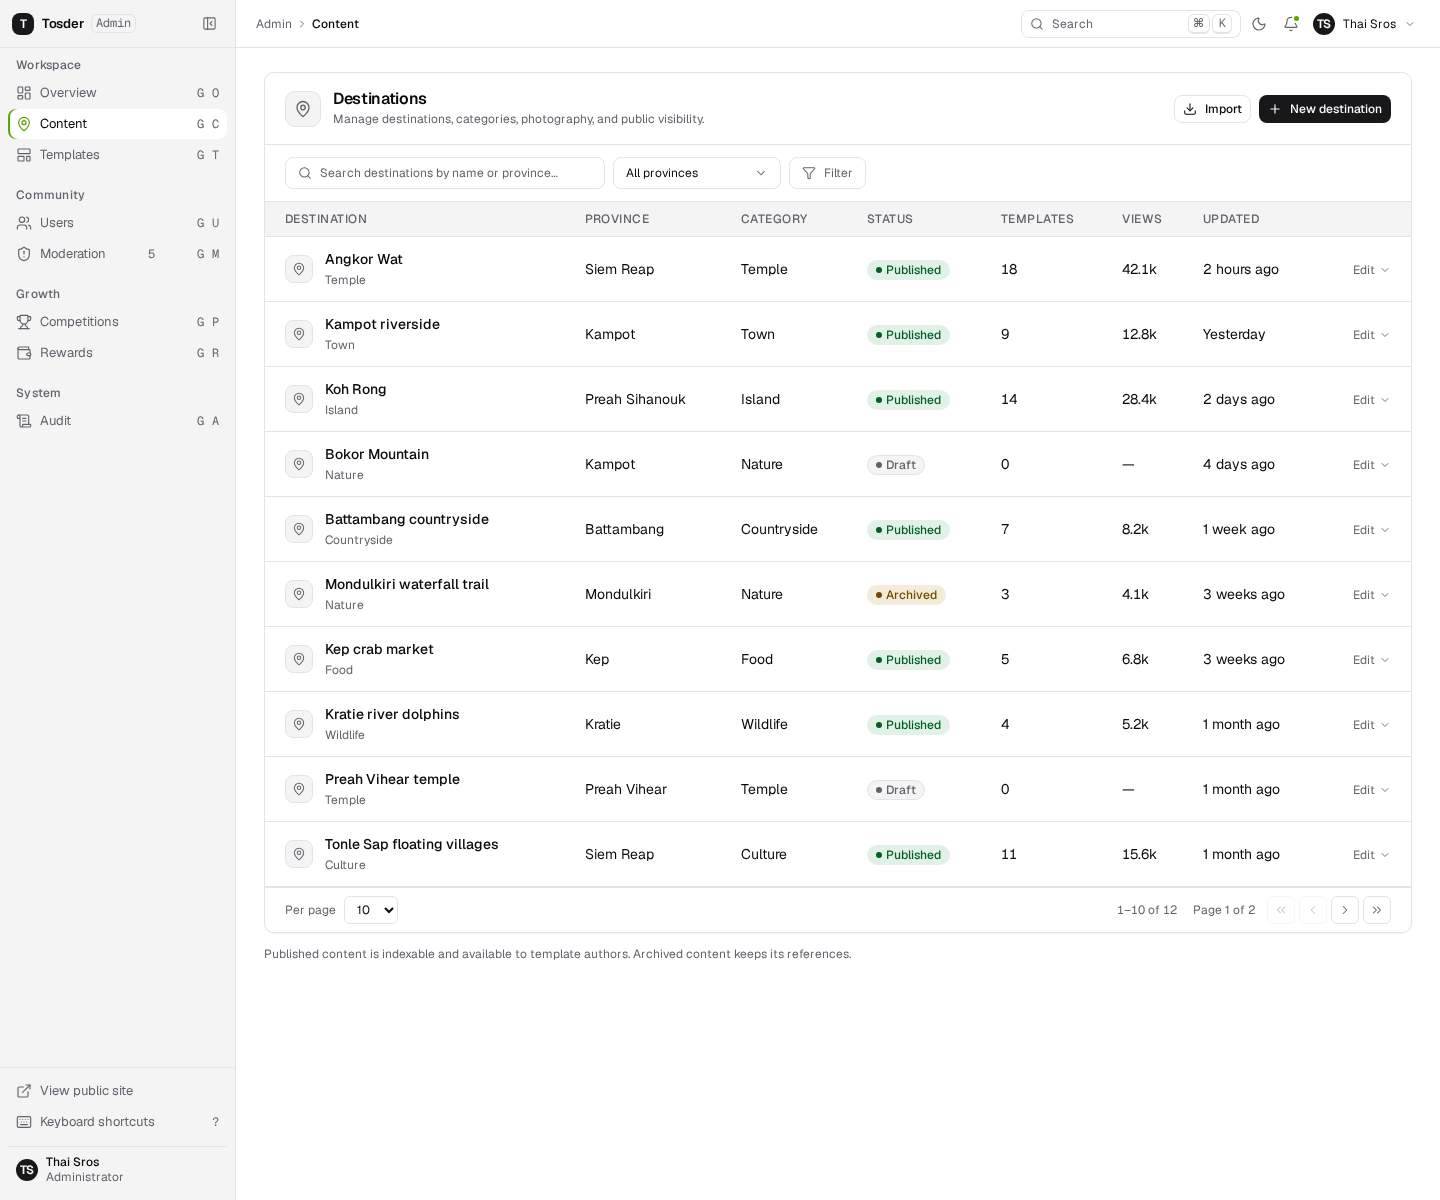 T Tosder Admin
Admin Content
Search ⌘ K
TS Thai Sros
Workspace
Overview G O
Content G C
Templates G T
Community
Users G U
Moderation 5 G M
Growth
Competitions G P
Rewards G R
System
Audit G A
View public site
Keyboard shortcuts ?
TS Thai Sros
Administrator
Destinations
Manage destinations, categories, photography, and public visibility.
Import
New destination
Search destinations by name or province…
All provinces
Filter
DESTINATION PROVINCE CATEGORY STATUS TEMPLATES VIEWS UPDATED
Angkor Wat
Temple
Siem Reap Temple Published 18 42.1k 2 hours ago Edit
Kampot riverside
Town
Kampot Town Published 9 12.8k Yesterday Edit
Koh Rong
Island
Preah Sihanouk Island Published 14 28.4k 2 days ago Edit
Bokor Mountain
Nature
Kampot Nature Draft 0 — 4 days ago Edit
Battambang countryside
Countryside
Battambang Countryside Published 7 8.2k 1 week ago Edit
Mondulkiri waterfall trail
Nature
Mondulkiri Nature Archived 3 4.1k 3 weeks ago Edit
Kep crab market
Food
Kep Food Published 5 6.8k 3 weeks ago Edit
Kratie river dolphins
Wildlife
Kratie Wildlife Published 4 5.2k 1 month ago Edit
Preah Vihear temple
Temple
Preah Vihear Temple Draft 0 — 1 month ago Edit
Tonle Sap floating villages
Culture
Siem Reap Culture Published 11 15.6k 1 month ago Edit
Per page 10
1–10 of 12 Page 1 of 2
Published content is indexable and available to template authors. Archived content keeps its references.